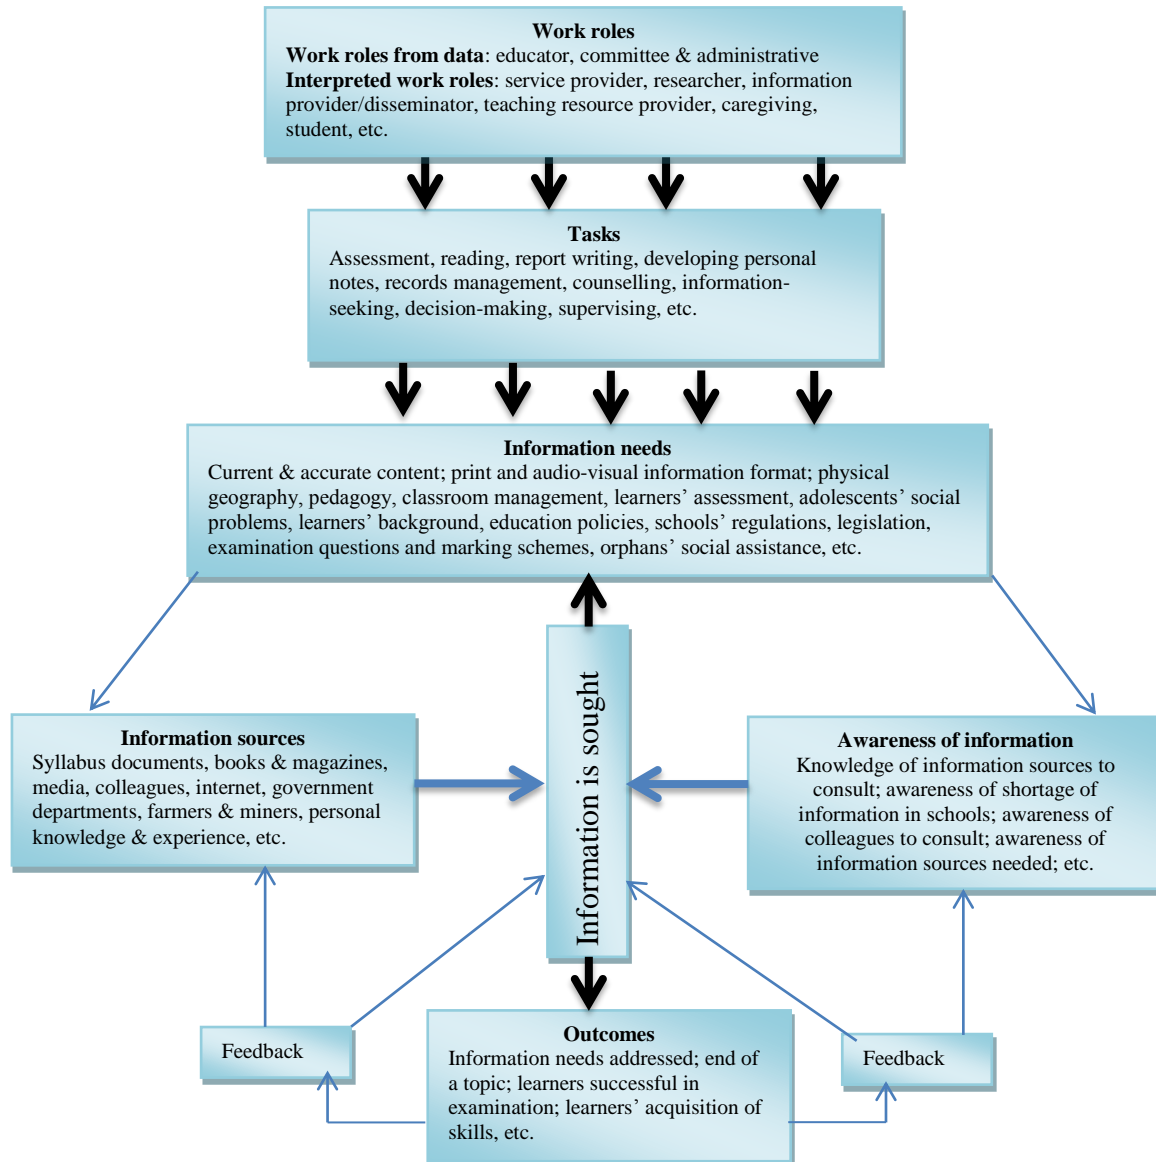 Work roles
Work roles from data: educator, committee & administrative
Interpreted work roles: service provider, researcher, information
provider/disseminator, teaching resource provider, caregiving,
student, etc.
Tasks
Assessment, reading, report writing, developing personal
notes, records management, counselling, information-
seeking, decision-making, supervising, etc.
Information needs
Current & accurate content; print and audio-visual information format; physical
geography, pedagogy, classroom management, learners’ assessment, adolescents’ social
problems, learners’ background, education policies, schools’ regulations, legislation,
examination questions and marking schemes, orphans’ social assistance, etc.
Information is sought
Information sources
Syllabus documents, books & magazines,
media, colleagues, internet, government
departments, farmers & miners, personal
knowledge & experience, etc.
Awareness of information
Knowledge of information sources to
consult; awareness of shortage of
information in schools; awareness of
colleagues to consult; awareness of
information sources needed; etc.
Feedback
Outcomes
Information needs addressed; end of
a topic; learners successful in
examination; learners’ acquisition of
skills, etc.
Feedback